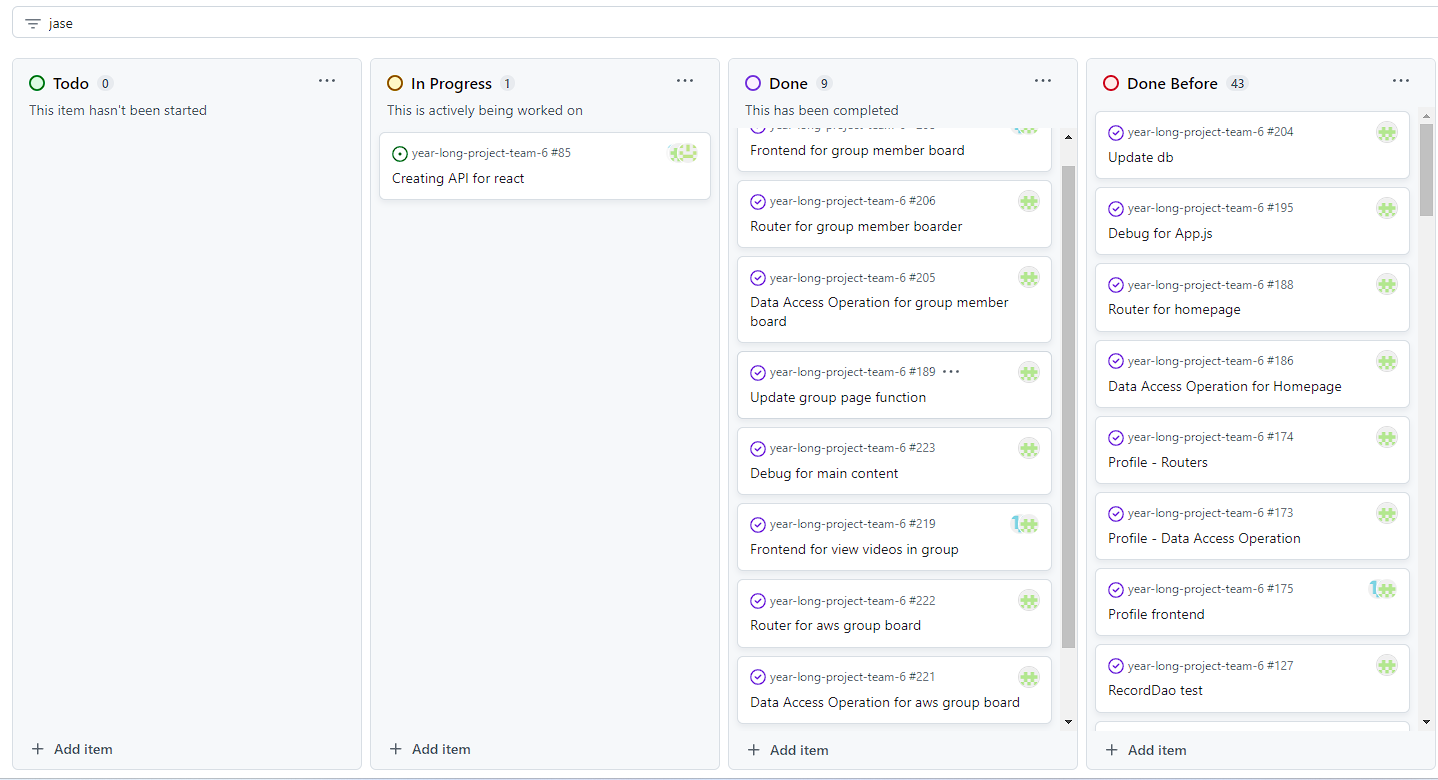 jase
Todo 0
This item hasn't been started
Add item
In Progress 1
This is actively being worked on
year-long-project-team-6 #85
Creating API for react
Add item
Done 9
This has been completed
Frontend for group member board
year-long-project-team-6 #206
Router for group member boarder
year-long-project-team-6 #205
Data Access Operation for group member
board
year-long-project-team-6 #189
Update group page function
year-long-project-team-6 #223
Debug for main content
year-long-project-team-6 #219
Frontend for view videos in group
year-long-project-team-6 #222
Router for aws group board
year-long-project-team-6 #221
Data Access Operation for aws group board
Add item
Done Before 43
year-long-project-team-6 #204
Update db
year-long-project-team-6 #195
Debug for App.js
year-long-project-team-6 #188
Router for homepage
year-long-project-team-6 #186
Data Access Operation for Homepage
year-long-project-team-6 #174
Profile - Routers
year-long-project-team-6 #173
Profile - Data Access Operation
year-long-project-team-6 #175
Profile frontend
year-long-project-team-6 #127
RecordDao test
Add item